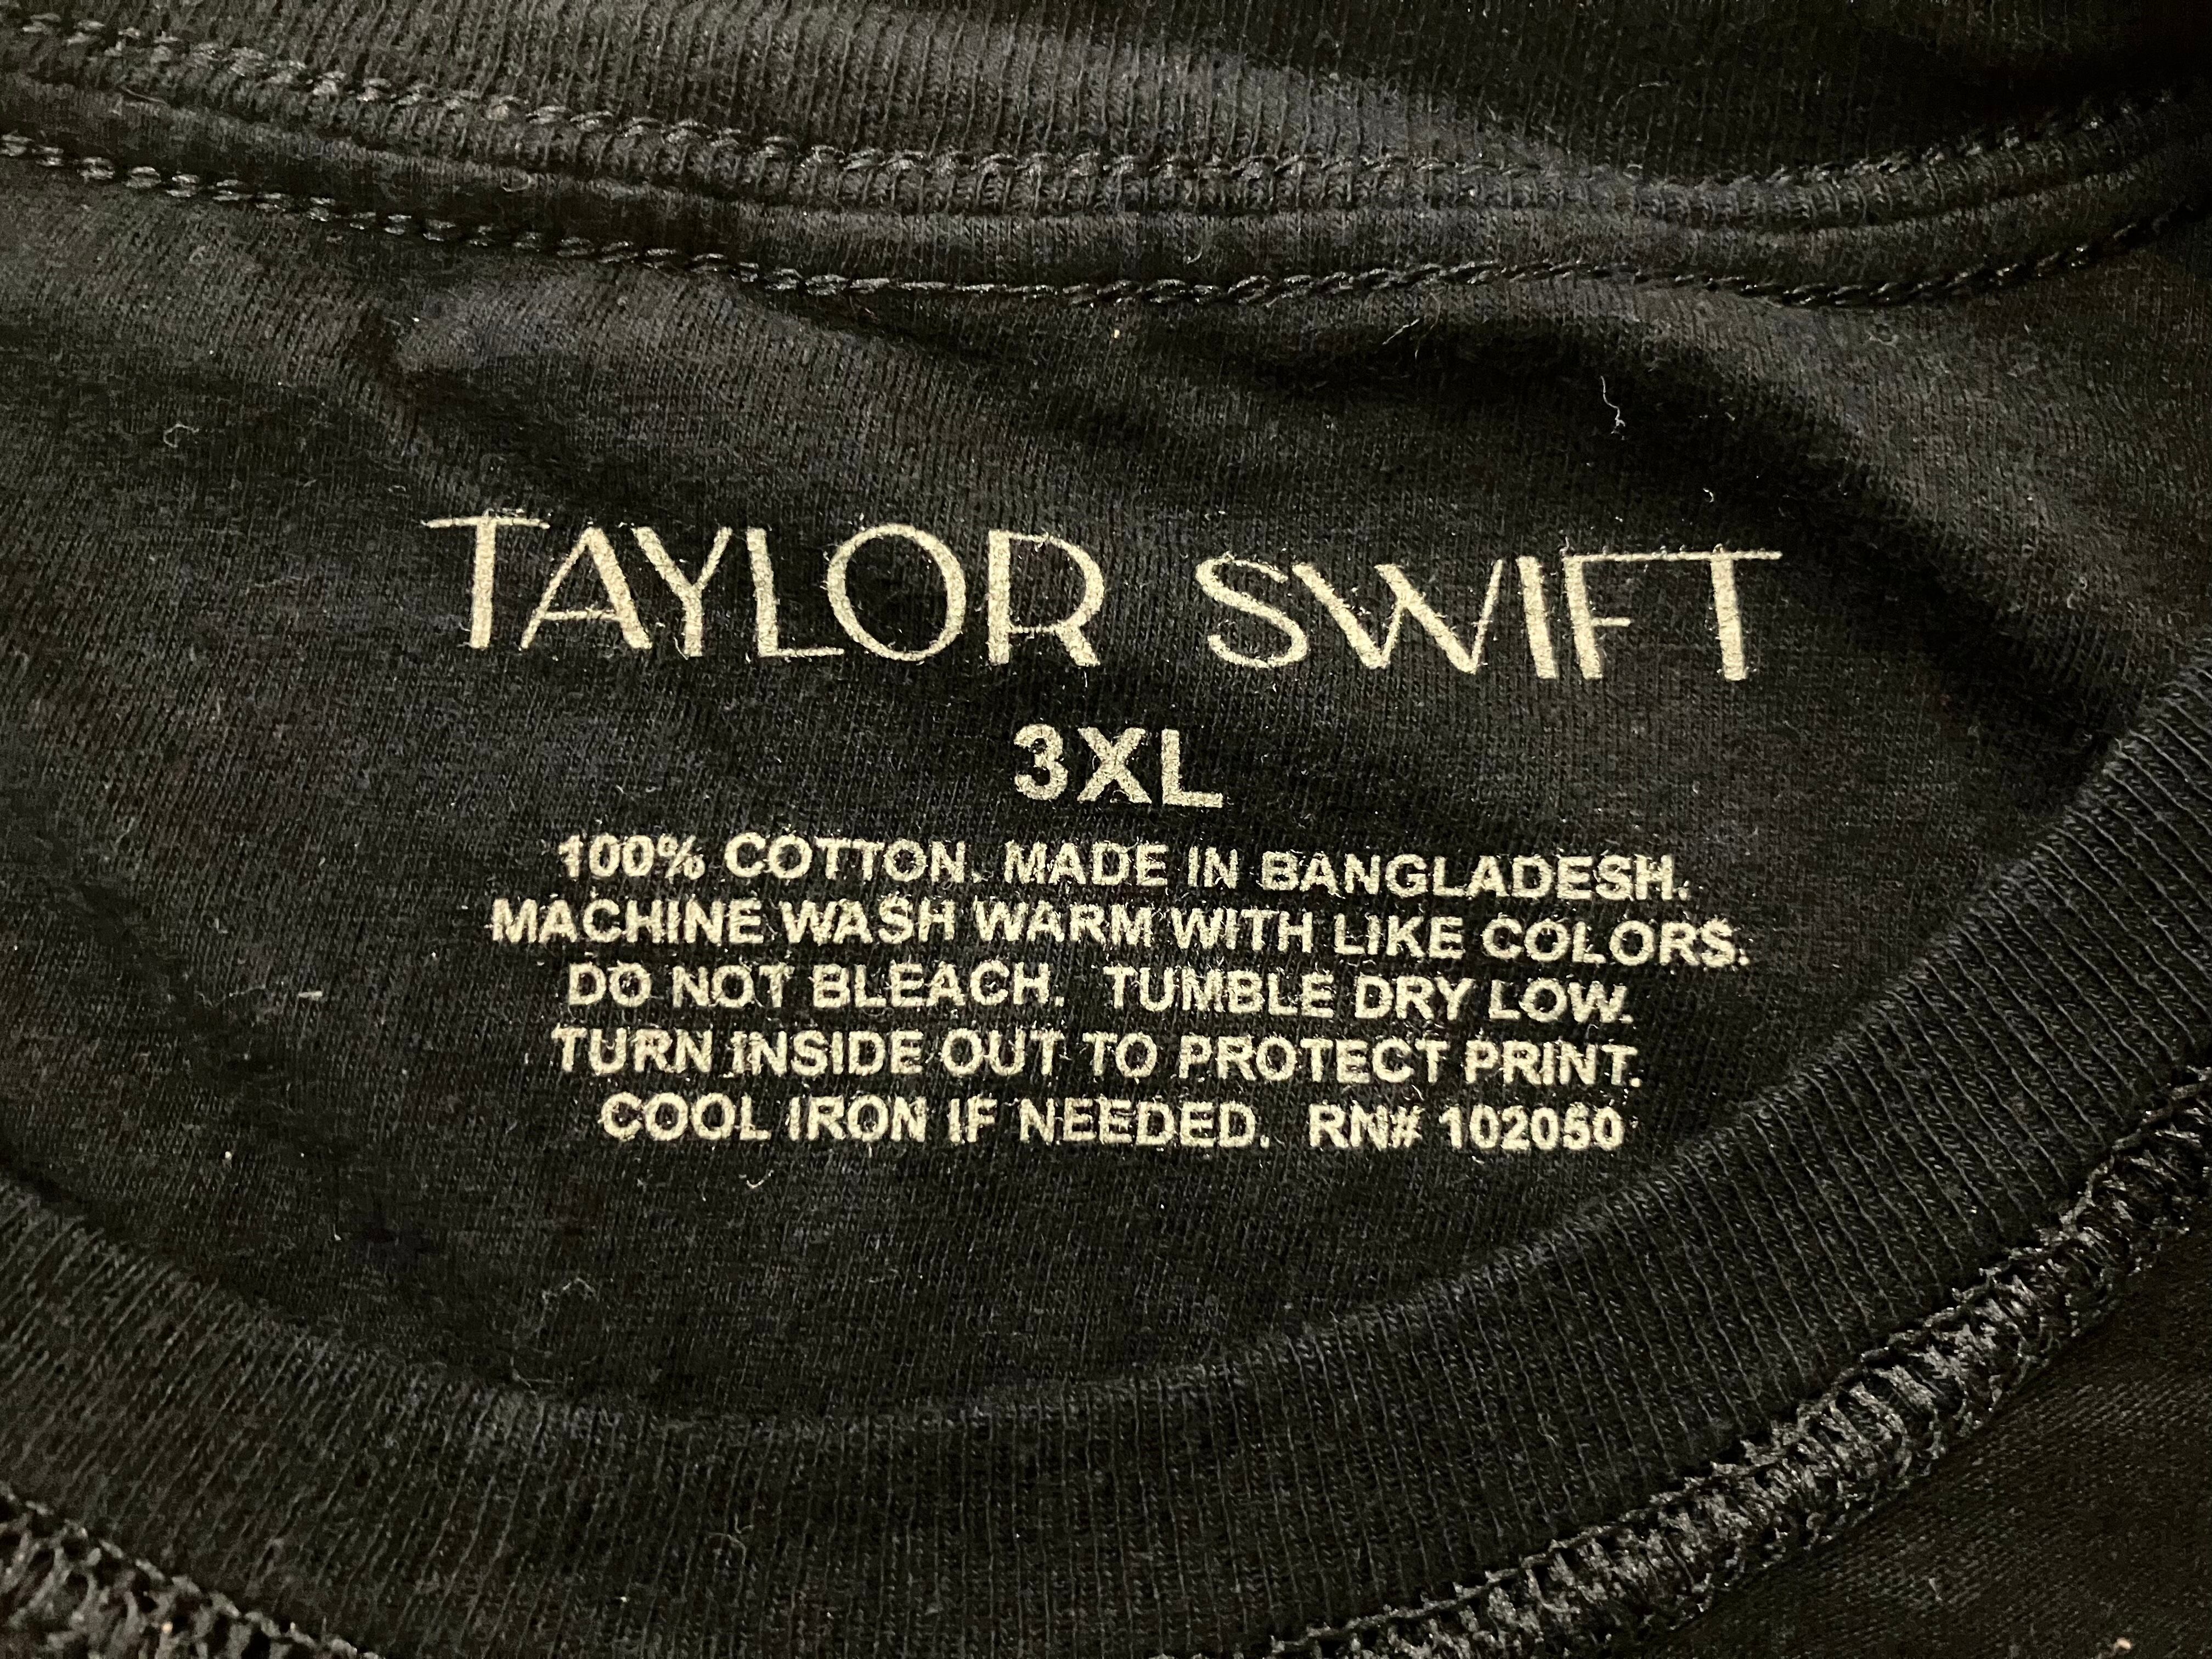 TAYLOR SWIFT
3XL
100% COTTON. MADE IN BANGLADESH.
MACHINE WASH WARM WITH LIKE COLORS.
DO NOT BLEACH. TUMBLE DRY LOW.
TURN INSIDE OUT TO PROTECT PRINT.
COOL IRON IF NEEDED. RN# 102050